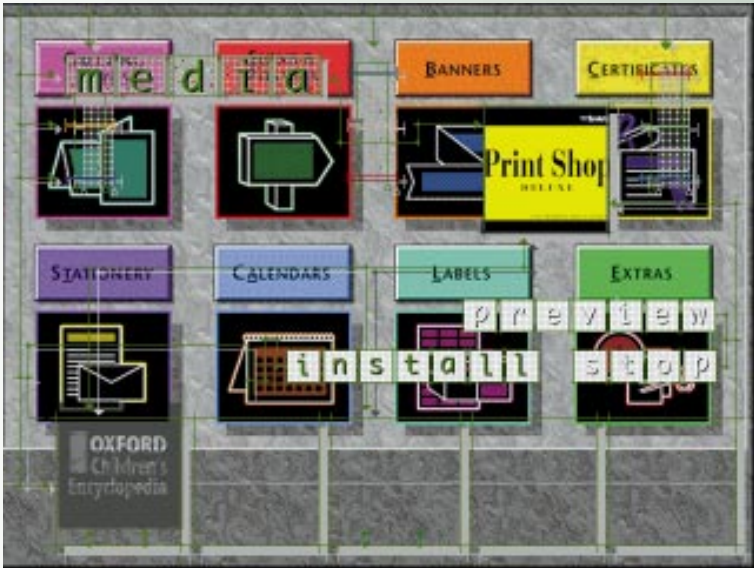 media
BANNERS
CERTIFICATES
Print Shop
DELUXE
STATIONERY
CALENDARS
LABELS
EXTRAS
preview
install stop
OXFORD
Children's
Encyclopedia